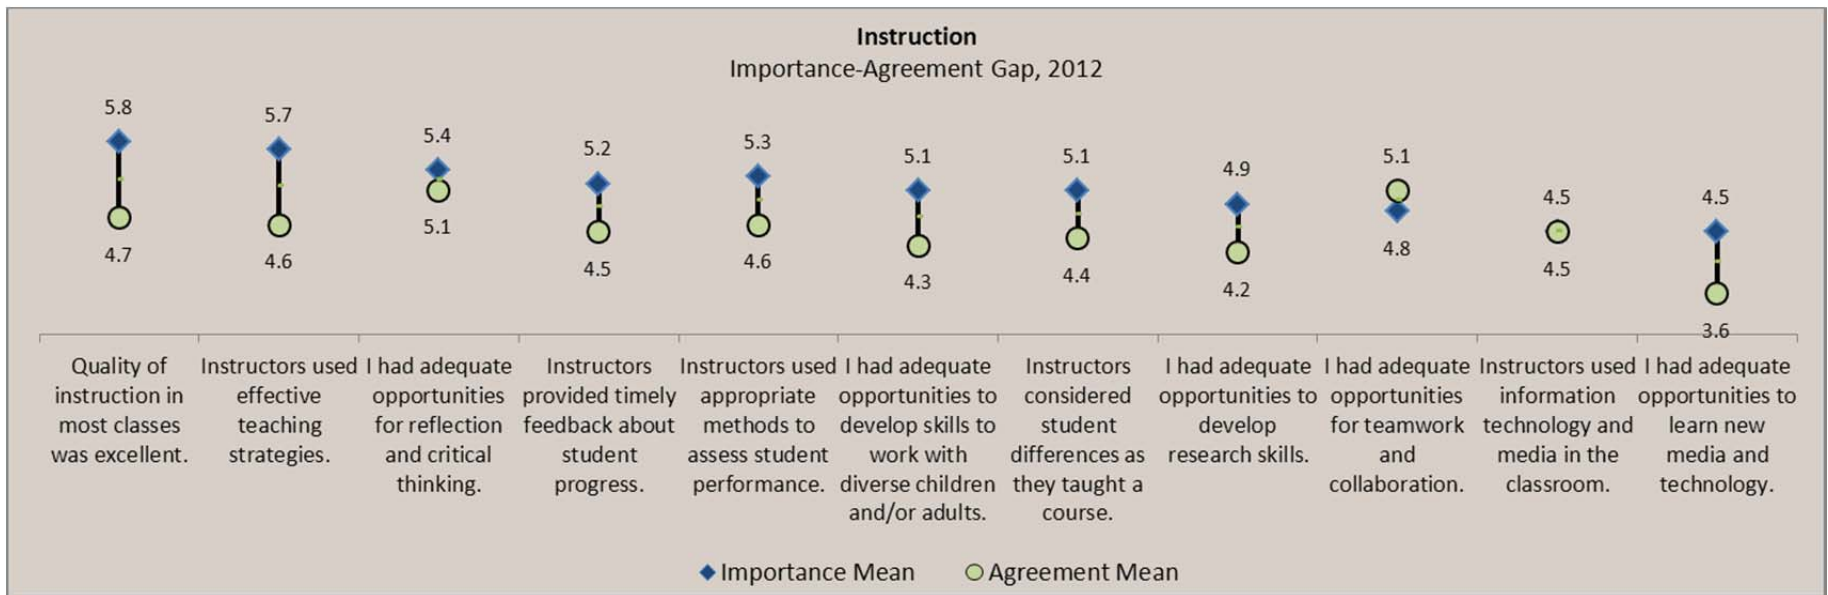 Instruction
Importance-Agreement Gap, 2012
5.8
5.7
5.4
5.2
5.3
5.1
5.1
4.9
5.1
4.5
4.5
4.7
4.6
5.1
4.5
4.6
4.3
4.4
4.2
4.8
4.5
3.6
Quality of
instruction in
most classes
was excellent.
Instructors used
effective
teaching
strategies.
I had adequate
opportunities
for reflection
and critical
thinking.
Instructors
provided timely
feedback about
student
progress.
Instructors used
appropriate
methods to
assess student
performance.
I had adequate
opportunities to
develop skills to
work with
diverse children
and/or adults.
Instructors
considered
student
differences as
they taught a
course.
I had adequate
opportunities to
develop
research skills.
I had adequate
opportunities
for teamwork
and
collaboration.
Instructors used
information
technology and
media in the
classroom.
I had adequate
opportunities to
learn new
media and
technology.
Importance Mean
Agreement Mean